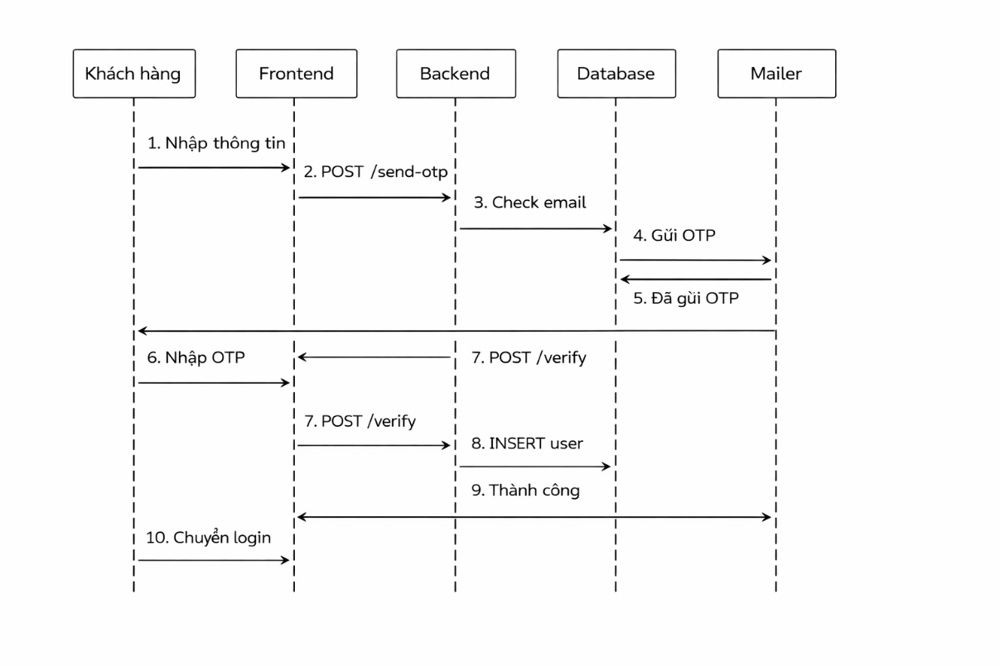 Khách hàng
Frontend
Backend
Database
Mailer
1. Nhập thông tin
2. POST /send-otp
3. Check email
4. Gửi OTP
5. Đã gùi OTP
6. Nhập OTP
7. POST /verify
7. POST /verify
8. INSERT user
9. Thành công
10. Chuyển login